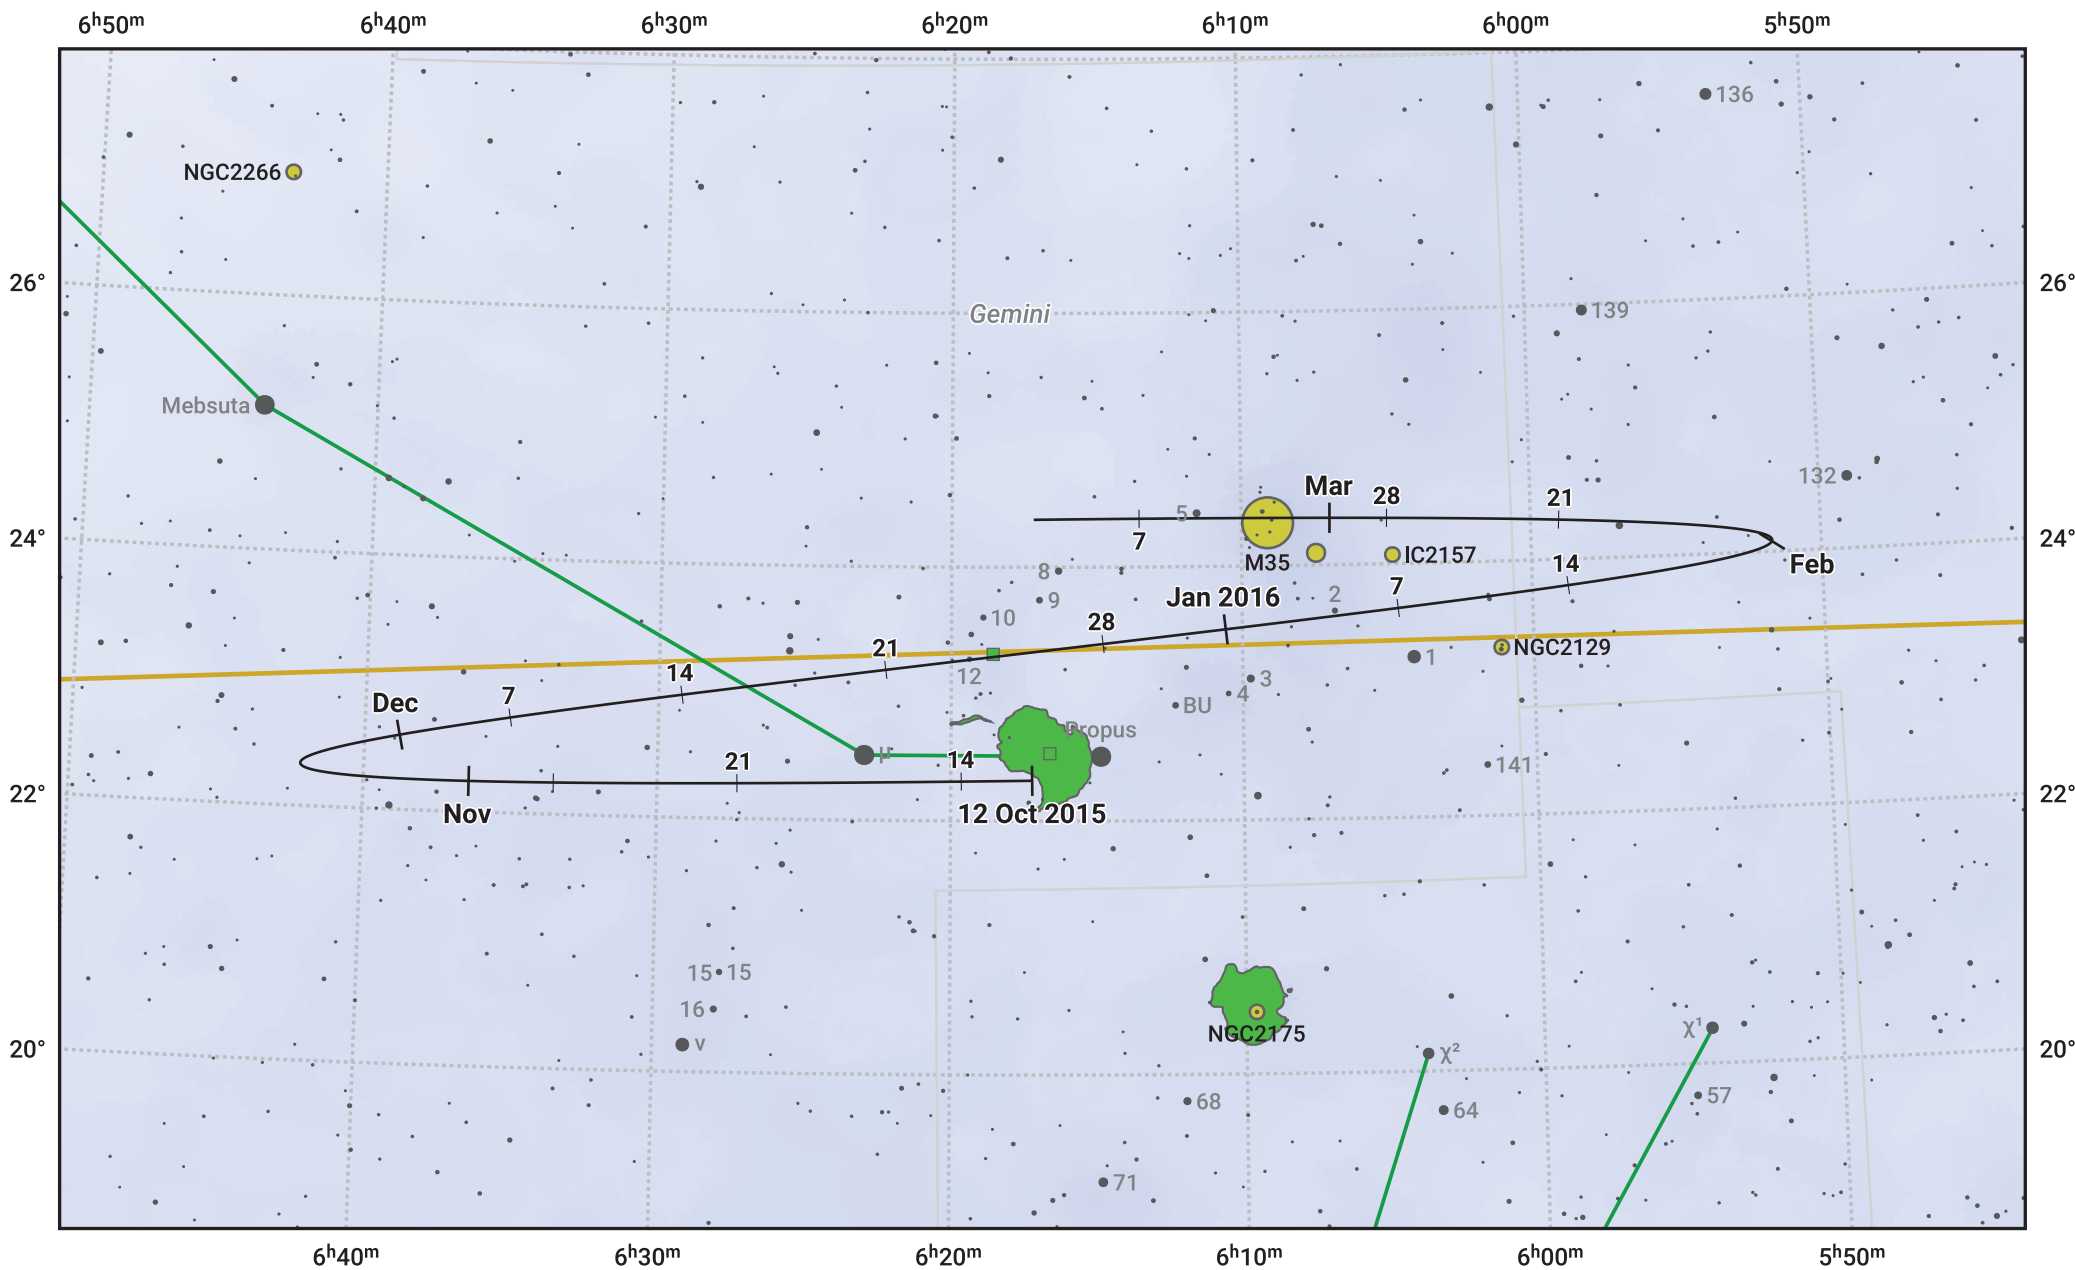 6ʰ50ᵐ 6ʰ40ᵐ 6ʰ30ᵐ 6ʰ20ᵐ 6ʰ10ᵐ 6ʰ00ᵐ 5ʰ50ᵐ
136
NGC2266
26° 26°
139
Gemini
Mebsuta
132
Mar 28 21
5
24° 7 24°
M35 IC2157 14 Feb
8
7
9 Jan 2016 2
10 28
21 NGC2129
14 12 1
3
Dec 7 4
BU
Propus
μ 14
21 141
22° 22°
Nov 12 Oct 2015
15 15
16
ν NGC2175 χ¹
20° χ² 20°
57
68 64
71
6ʰ40ᵐ 6ʰ30ᵐ 6ʰ20ᵐ 6ʰ10ᵐ 6ʰ00ᵐ 5ʰ50ᵐ